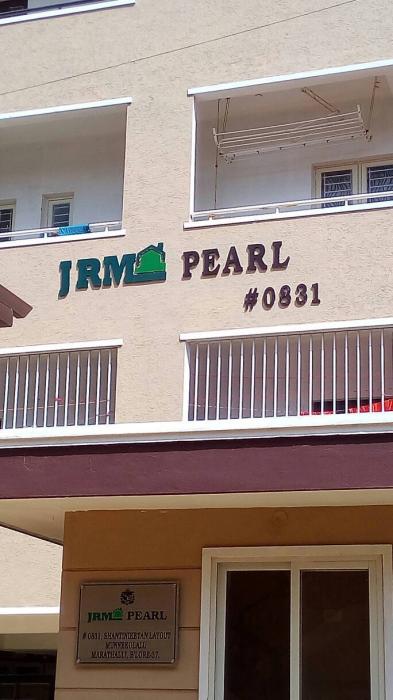 JRM PEARL
#0831
JRM PEARL
# 0831, SHANTINIKETAN LAYOUT
MUNNEKOLALU
MARATHALLI, B'LORE-37.